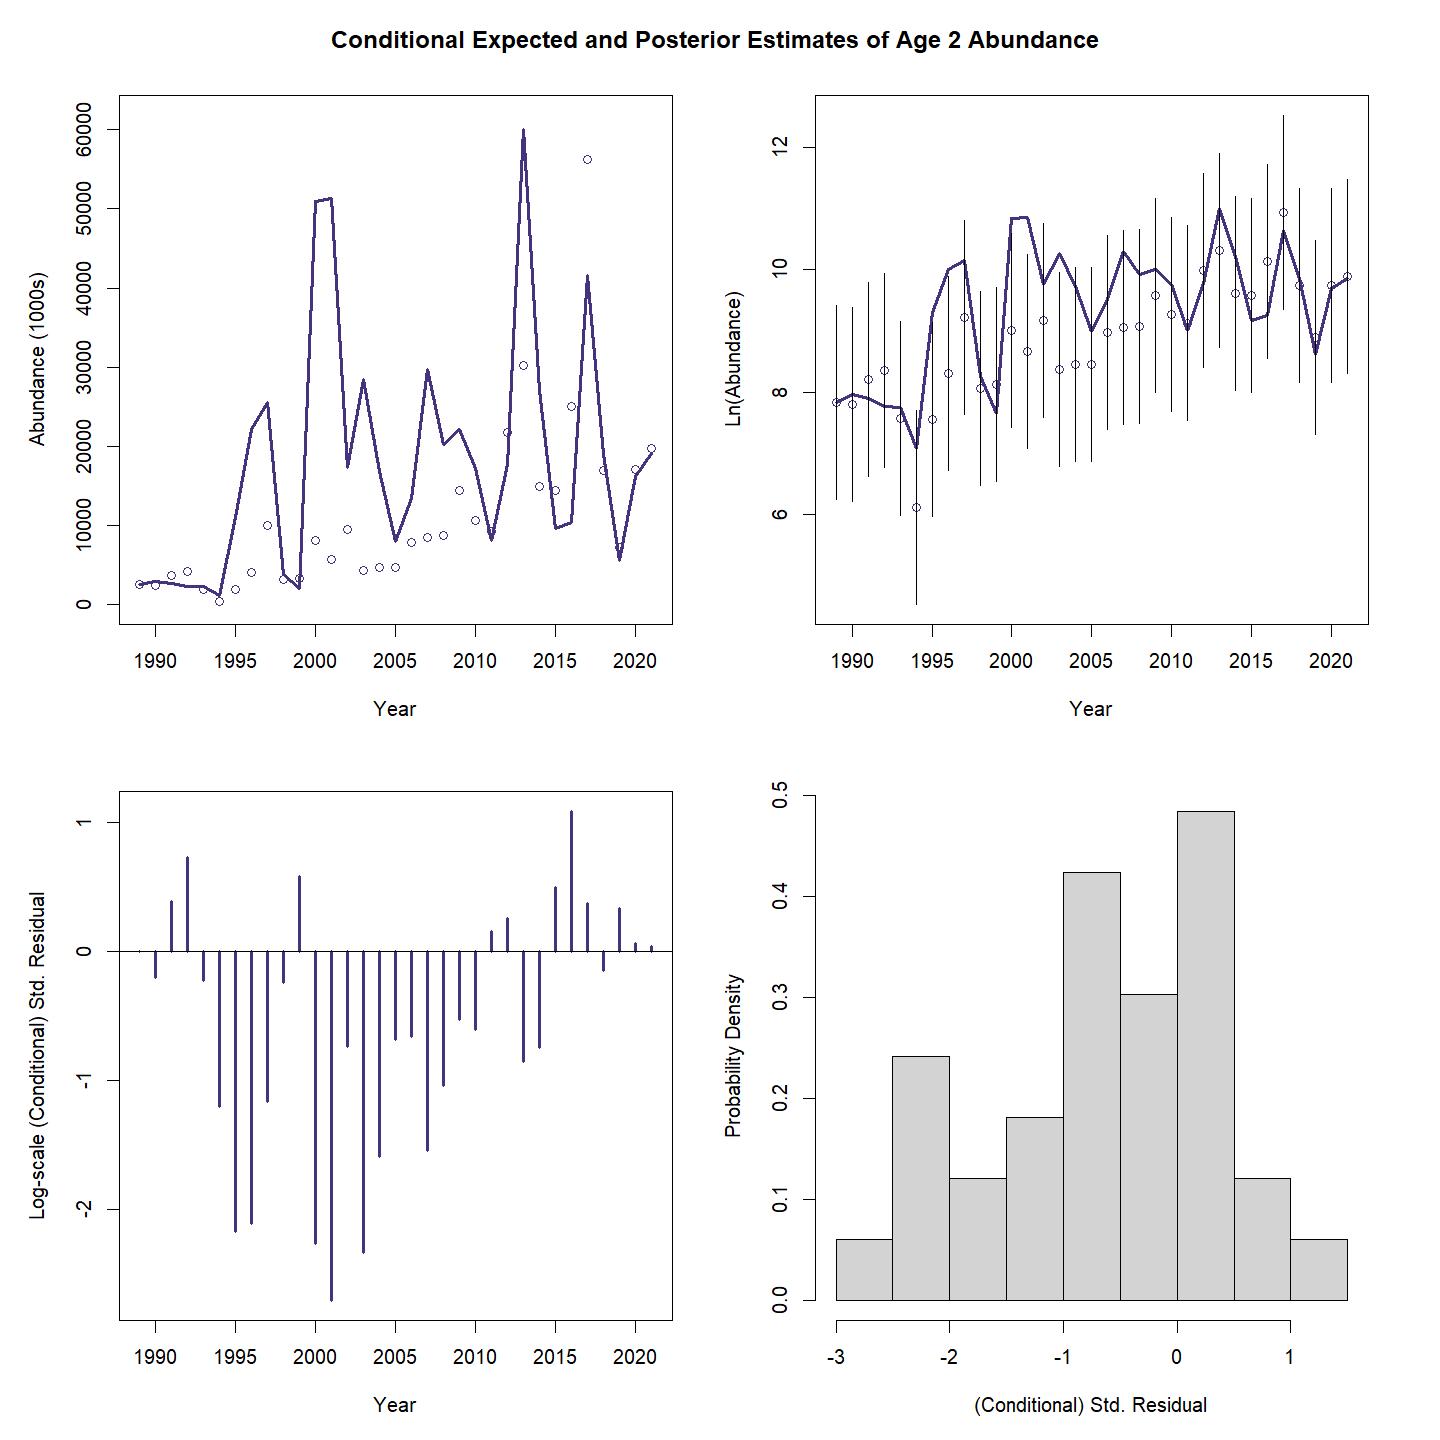 Conditional Expected and Posterior Estimates of Age 2 Abundance
Abundance (1000s)
60000
50000
40000
30000
20000
10000
0
1990 1995 2000 2005 2010 2015 2020
Year
Ln(Abundance)
12
10
8
6
1990 1995 2000 2005 2010 2015 2020
Year
Log-scale (Conditional) Std. Residual
1
0
-1
-2
1990 1995 2000 2005 2010 2015 2020
Year
Probability Density
0.5
0.4
0.3
0.2
0.1
0.0
-3 -2 -1 0 1
(Conditional) Std. Residual